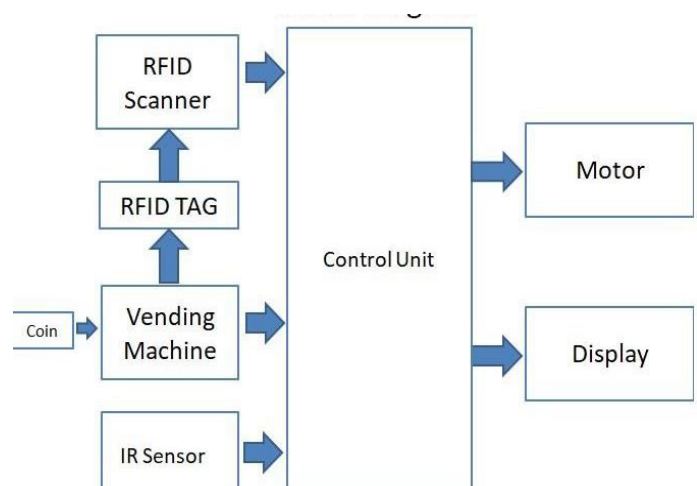 RFID
Scanner
RFID TAG
Coin
Vending
Machine
IR Sensor
Control Unit
Motor
Display